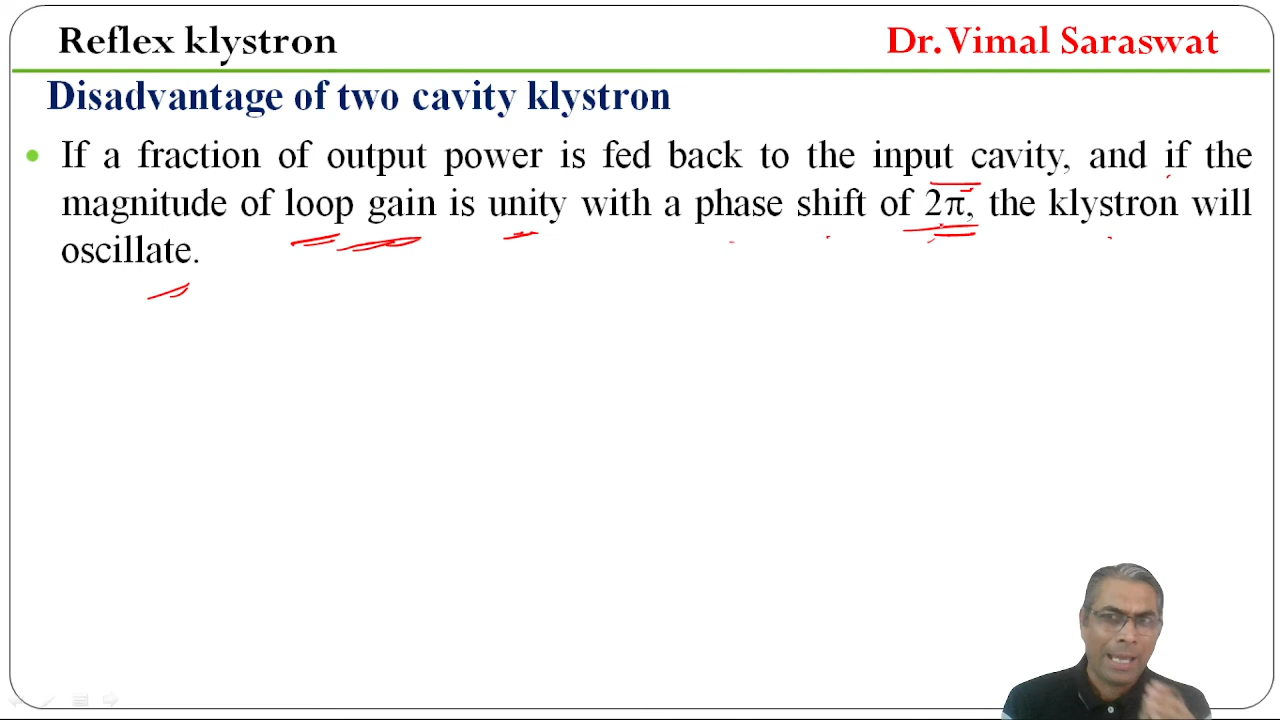 Reflex klystron
Dr. Vimal Saraswat
Disadvantage of two cavity klystron
If a fraction of output power is fed back to the input cavity, and if the
magnitude of loop gain is unity with a phase shift of 2π, the klystron will
oscillate.